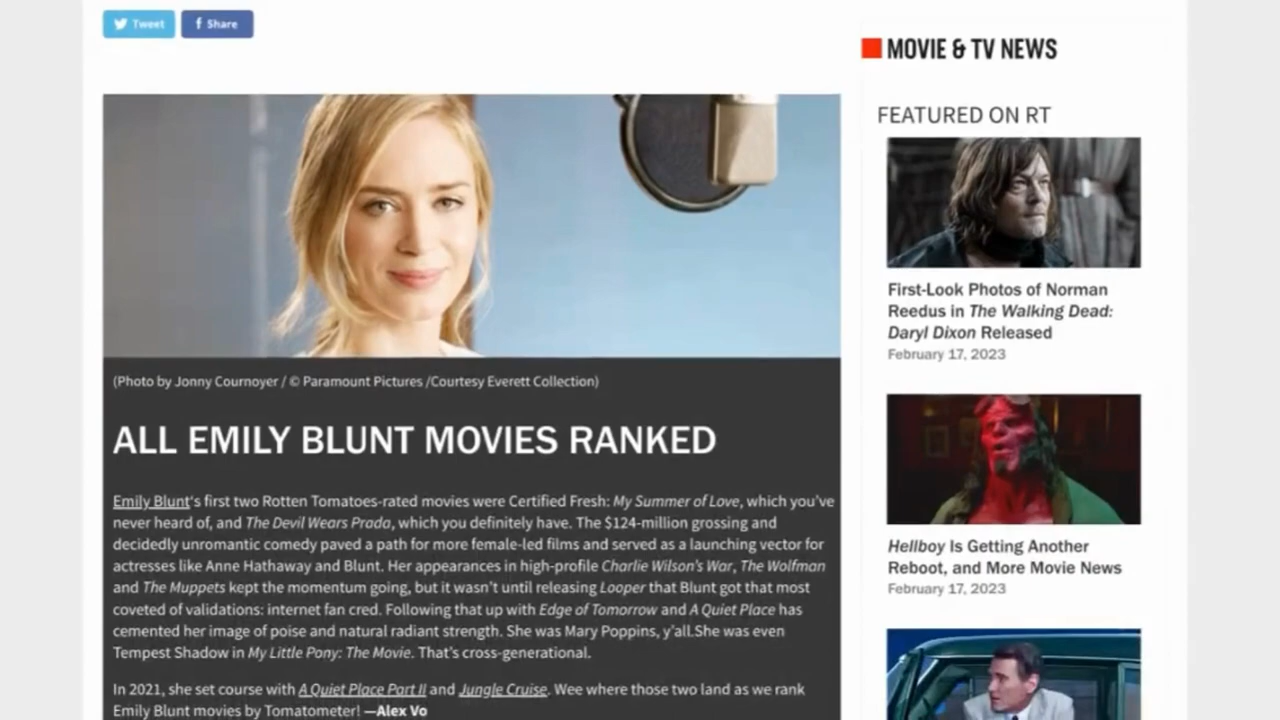 Tweet
Share
MOVIE & TV NEWS
FEATURED ON RT
First-Look Photos of Norman
Reedus in The Walking Dead:
Daryl Dixon Released
February 17, 2023
Hellboy Is Getting Another
Reboot, and More Movie News
February 17, 2023
(Photo by Jonny Cournoyer / © Paramount Pictures /Courtesy Everett Collection)
ALL EMILY BLUNT MOVIES RANKED
Emily Blunt's first two Rotten Tomatoes-rated movies were Certified Fresh: My Summer of Love, which you've
never heard of, and The Devil Wears Prada, which you definitely have. The $124-million grossing and
decidedly unromantic comedy paved a path for more female-led films and served as a launching vector for
actresses like Anne Hathaway and Blunt. Her appearances in high-profile Charlie Wilson's War, The Wolfman
and The Muppets kept the momentum going, but it wasn't until releasing Looper that Blunt got that most
coveted of validations: internet fan cred. Following that up with Edge of Tomorrow and A Quiet Place has
cemented her image of poise and natural radiant strength. She was Mary Poppins, y'all.She was even
Tempest Shadow in My Little Pony: The Movie. That's cross-generational.
In 2021, she set course with A Quiet Place Part II and Jungle Cruise. Wee where those two land as we rank
Emily Blunt movies by Tomatometer! —Alex Vo